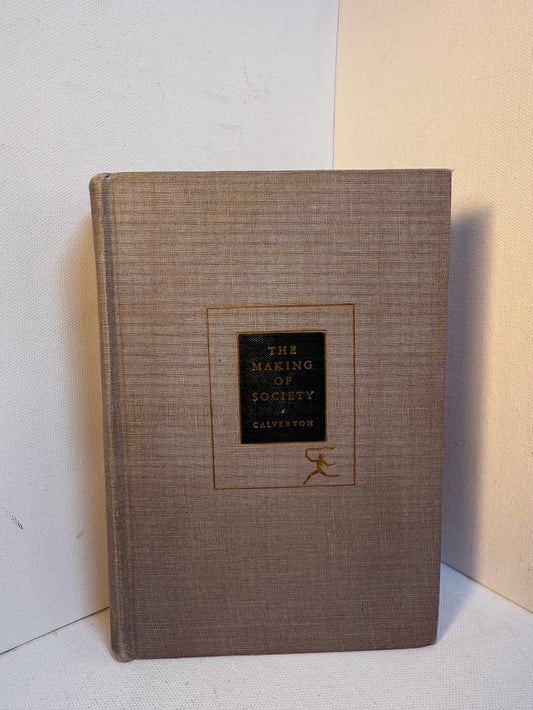 THE
MAKING
OF
SOCIETY
CALVERTON